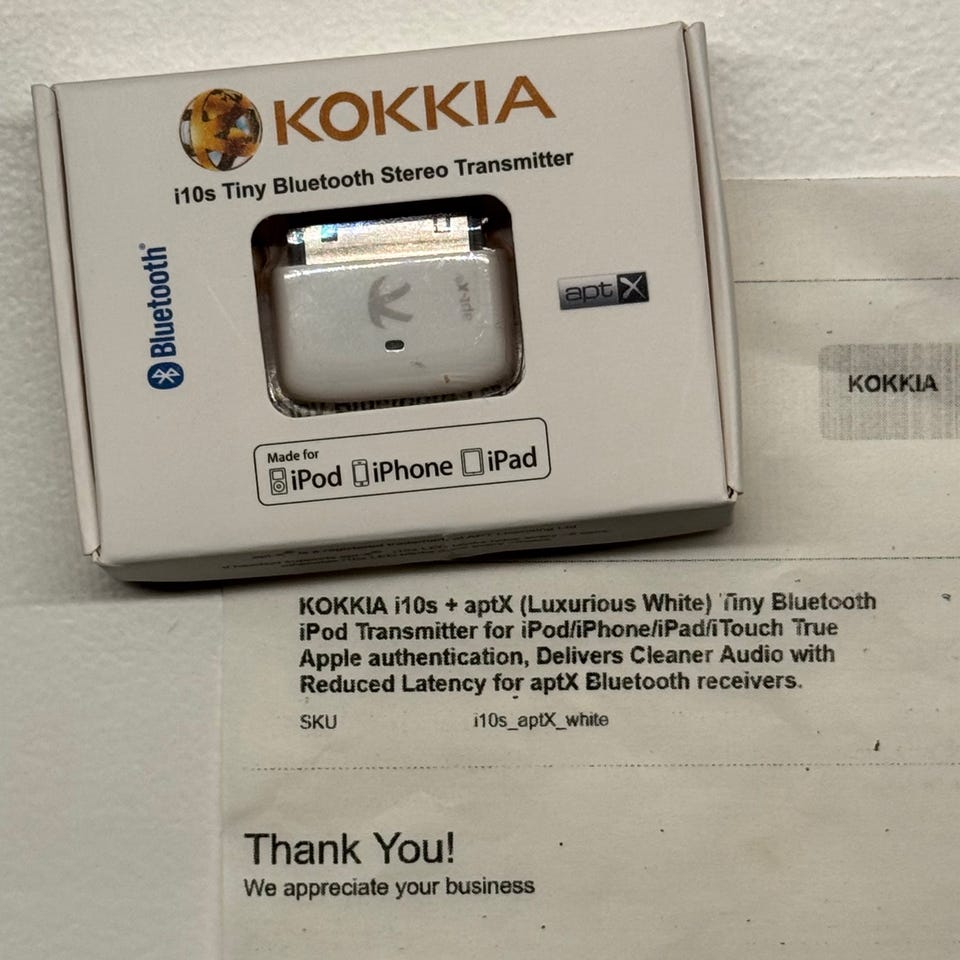 KOKKIA
i10s Tiny Bluetooth Stereo Transmitter
Bluetooth®
aptX
aptX
Made for
iPod iPhone iPad
KOKKIA
KOKKIA i10s + aptX (Luxurious White) Tiny Bluetooth
iPod Transmitter for iPod/iPhone/iPad/iTouch True
Apple authentication, Delivers Cleaner Audio with
Reduced Latency for aptX Bluetooth receivers.
SKU i10s_aptX_white
Thank You!
We appreciate your business